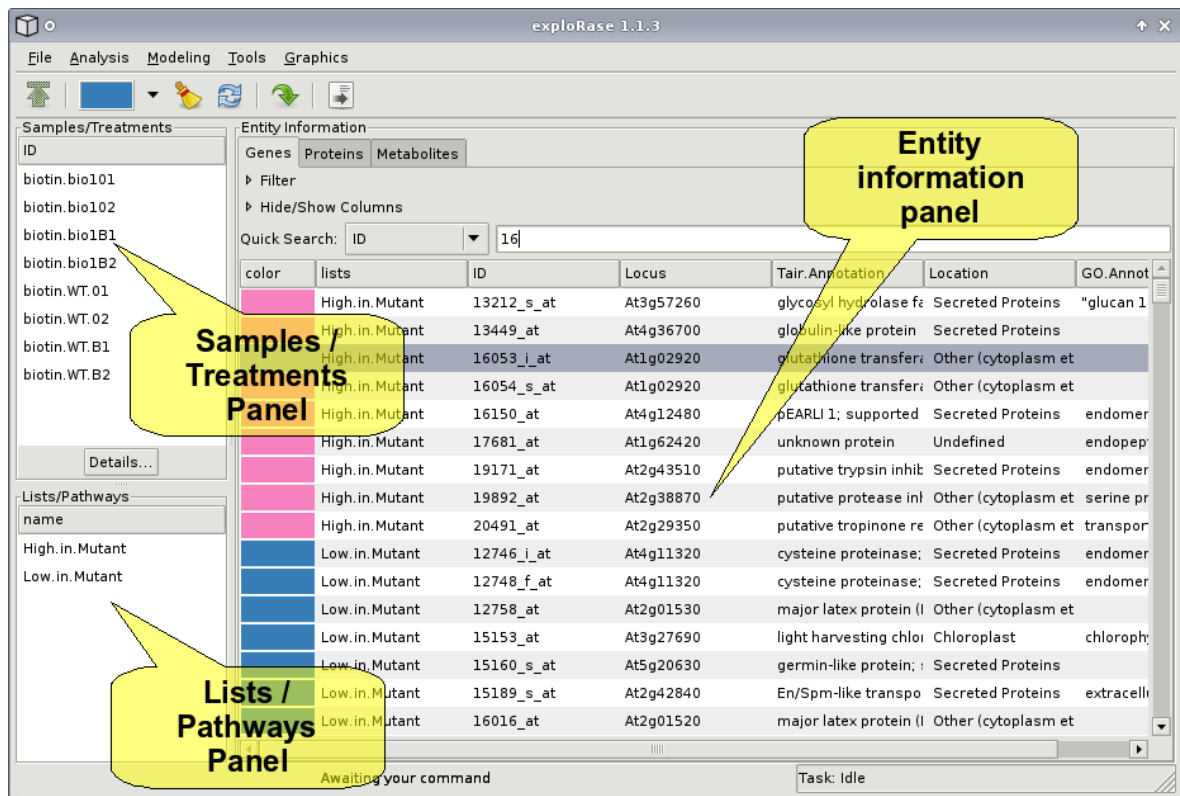 exploRase 1.1.3
File Analysis Modeling Tools Graphics
Samples/Treatments
ID
biotin.bio101
biotin.bio102
biotin.bio1B1
biotin.bio1B2
biotin.WT.01
biotin.WT.02
biotin.WT.B1
biotin.WT.B2
Details...
Samples /
Treatments
Panel
Lists/Pathways
name
High.in.Mutant
Low.in.Mutant
Lists /
Pathways
Panel
Entity Information
Genes Proteins Metabolites
Filter
Hide/Show Columns
Quick Search: ID 16
Entity
information
panel
color lists ID Locus Tair.Annotation Location GO.Annot
High.in.Mutant 13212_s_at At3g57260 glycosyl hydrolase fa Secreted Proteins "glucan 1
High.in.Mutant 13449_at At4g36700 globulin-like protein Secreted Proteins
High.in.Mutant 16053_i_at At1g02920 glutathione transfera Other (cytoplasm et
High.in.Mutant 16054_s_at At1g02920 glutathione transfera Other (cytoplasm et
High.in.Mutant 16150_at At4g12480 pEARLI 1; supported Secreted Proteins endomer
High.in.Mutant 17681_at At1g62420 unknown protein Undefined endopep
High.in.Mutant 19171_at At2g43510 putative trypsin inhib Secreted Proteins endomer
High.in.Mutant 19892_at At2g38870 putative protease inh Other (cytoplasm et serine pr
High.in.Mutant 20491_at At2g29350 putative tropinone re Other (cytoplasm et transpor
Low.in.Mutant 12746_i_at At4g11320 cysteine proteinase; Secreted Proteins endomer
Low.in.Mutant 12748_f_at At4g11320 cysteine proteinase; Secreted Proteins endomer
Low.in.Mutant 12758_at At2g01530 major latex protein (l Other (cytoplasm et
Low.in.Mutant 15153_at At3g27690 light harvesting chlor Chloroplast chlorophy
Low.in.Mutant 15160_s_at At5g20630 germin-like protein; Secreted Proteins
Low.in.Mutant 15189_s_at At2g42840 En/Spm-like transpo Secreted Proteins extracellu
Low.in.Mutant 16016_at At2g01520 major latex protein (l Other (cytoplasm et
Awaiting your command
Task: Idle